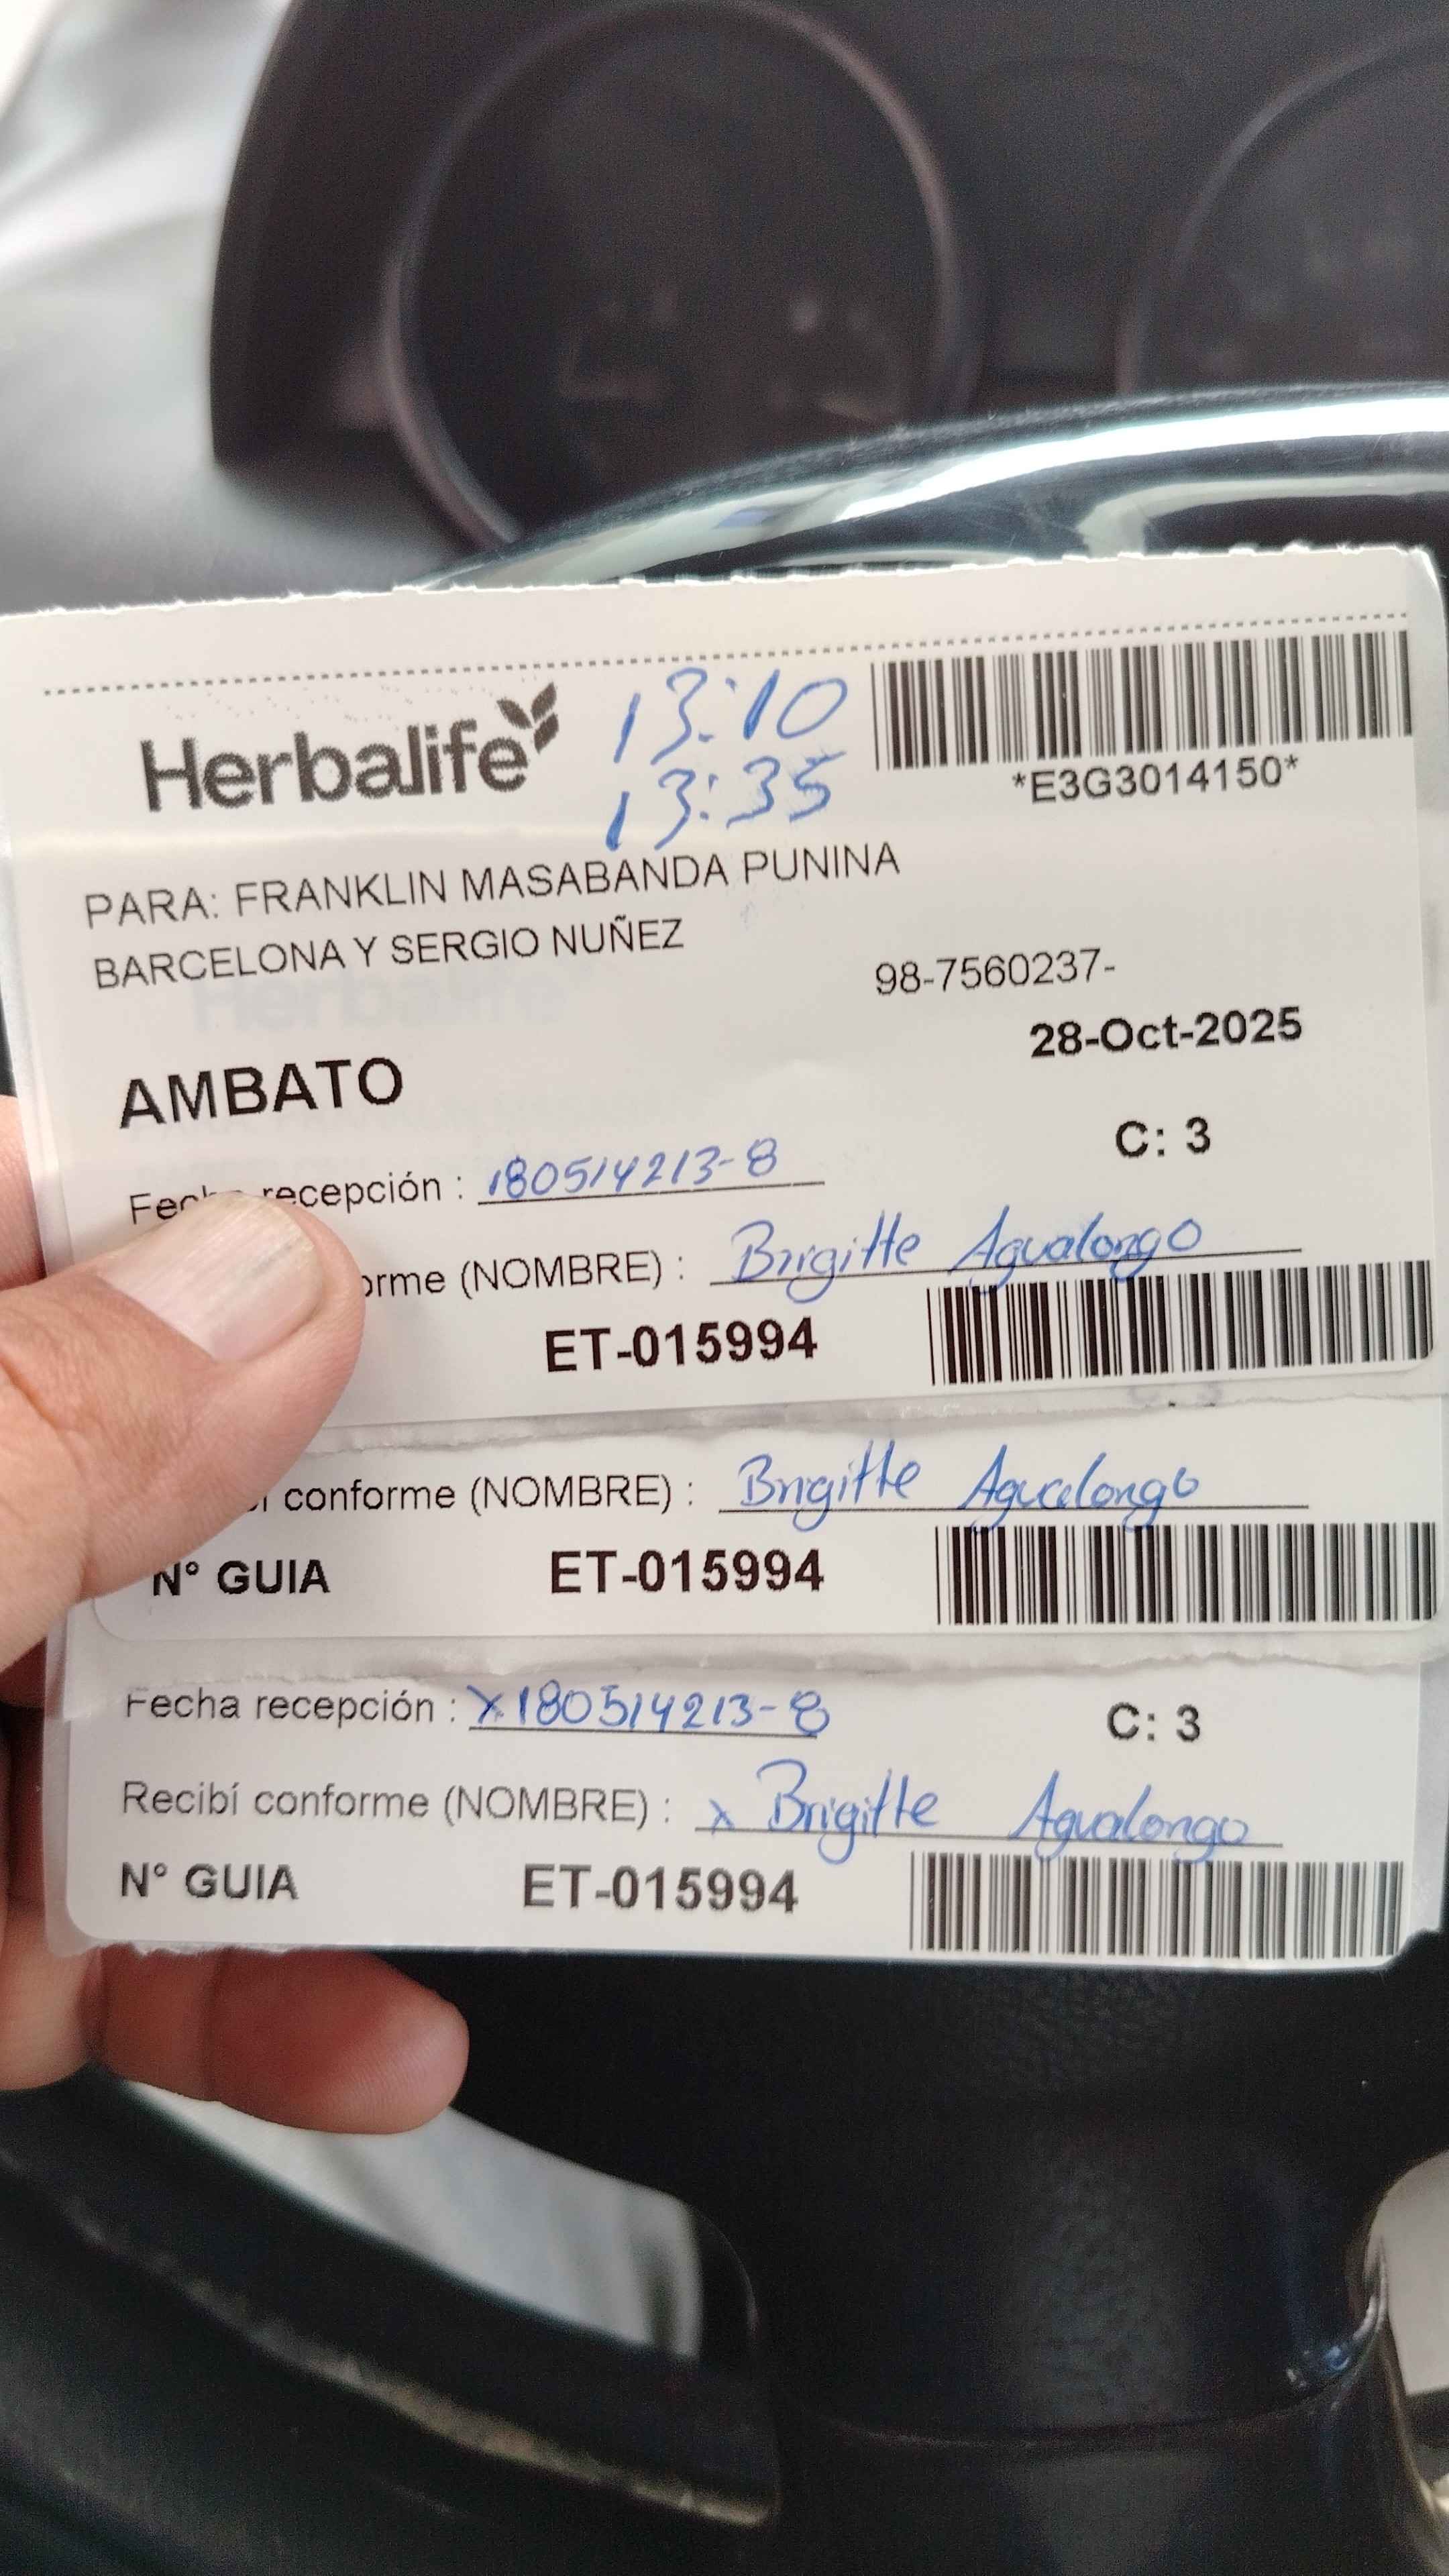 Herbalife
13:10
13:35
*E3G3014150*
PARA: FRANKLIN MASABANDA PUNINA
BARCELONA Y SERGIO NUÑEZ
98-7560237-
28-Oct-2025
AMBATO
C: 3
recepción : 180514213-8
(NOMBRE) : Brigitte Agualongo
ET-015994
conforme (NOMBRE) : Brigitte Agualongo
N° GUIA ET-015994
Fecha recepción : x180514213-8
C: 3
Recibí conforme (NOMBRE) : x Brigitte Agualongo
N° GUIA ET-015994